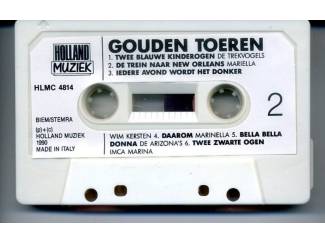 HOLLAND
MUZIEK
GOUDEN TOEREN
1. TWEE BLAUWE KINDEROGEN DE TREKVOGELS
2. DE TREIN NAAR NEW ORLEANS MARIELLA
3. IEDERE AVOND WORDT HET DONKER
HLMC 4814
BIEM/STEMRA
2
(p)+(c)
HOLLAND MUZIEK
1990
MADE IN ITALY
WIM KERSTEN 4. DAAROM MARINELLA 5. BELLA BELLA
DONNA DE ARIZONA'S 6. TWEE ZWARTE OGEN
IMCA MARINA